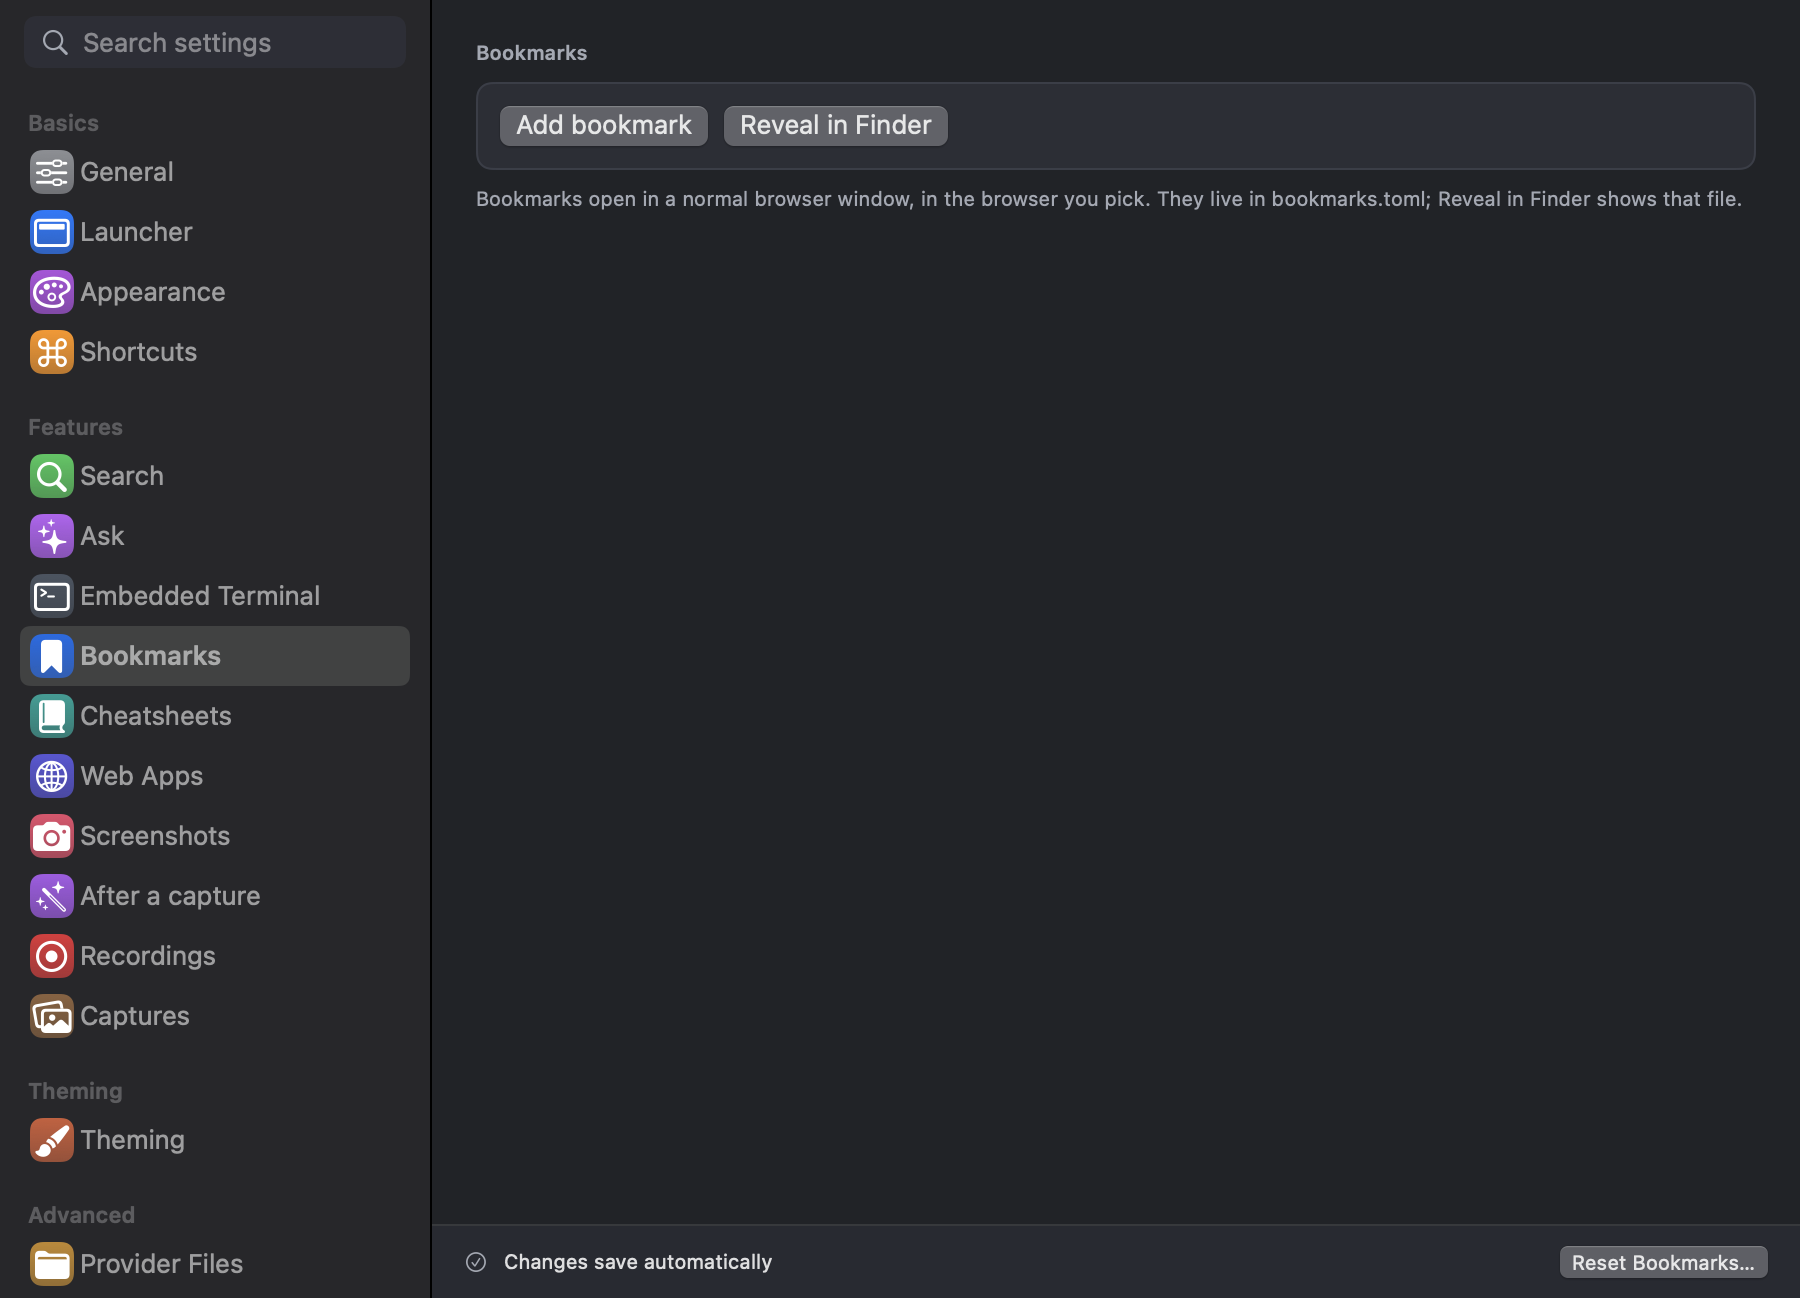 Search settings
Basics
General
Launcher
Appearance
Shortcuts
Features
Search
Ask
Embedded Terminal
Bookmarks
Cheatsheets
Web Apps
Screenshots
After a capture
Recordings
Captures
Theming
Theming
Advanced
Provider Files
Bookmarks
Add bookmark
Reveal in Finder
Bookmarks open in a normal browser window, in the browser you pick. They live in bookmarks.toml; Reveal in Finder shows that file.
Changes save automatically
Reset Bookmarks...